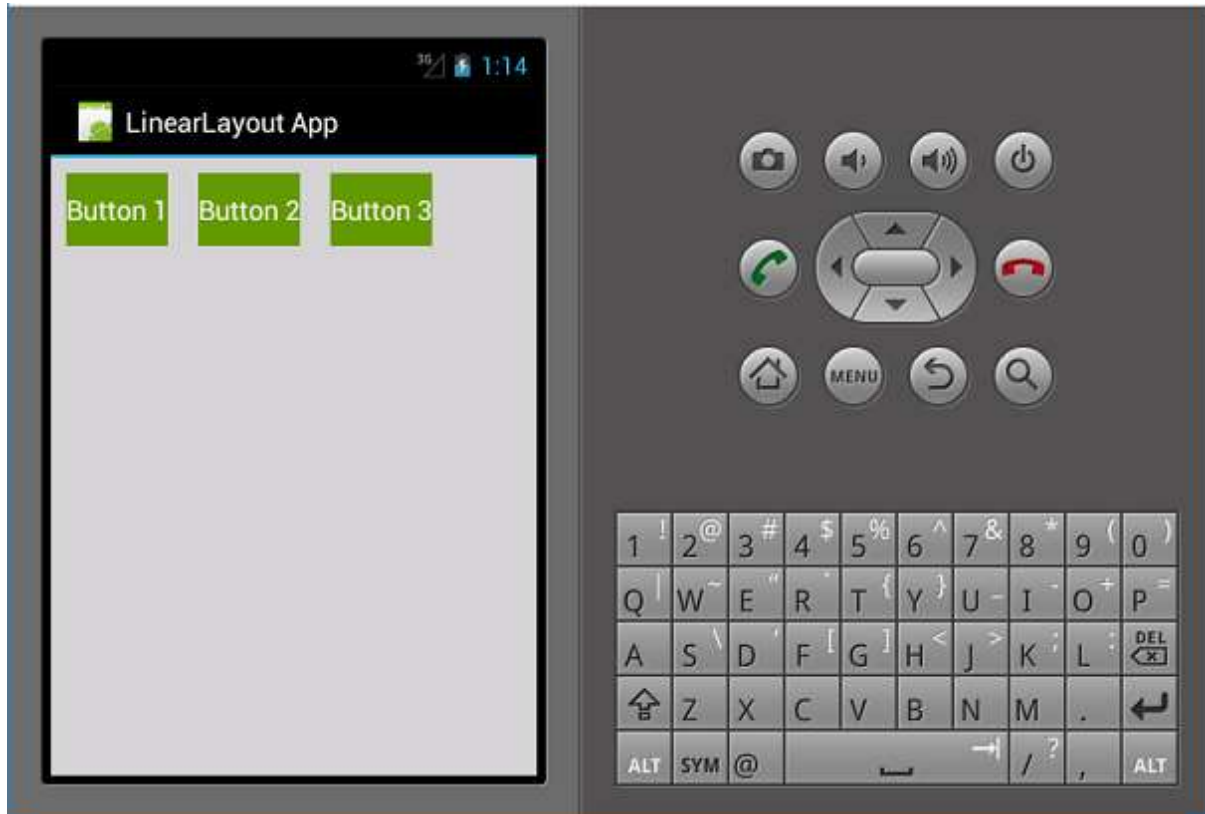 3G 1:14
LinearLayout App
Button 1 Button 2 Button 3
MENU
1 ! 2 @ 3 # 4 $ 5 % 6 ^ 7 & 8 * 9 ( 0 )
Q | W ~ E " R ` T { Y } U _ I - O + P =
A S \ D ' F [ G ] H < J > K ; L : DEL
Z X C V B N M .
ALT SYM @ / ? , ALT